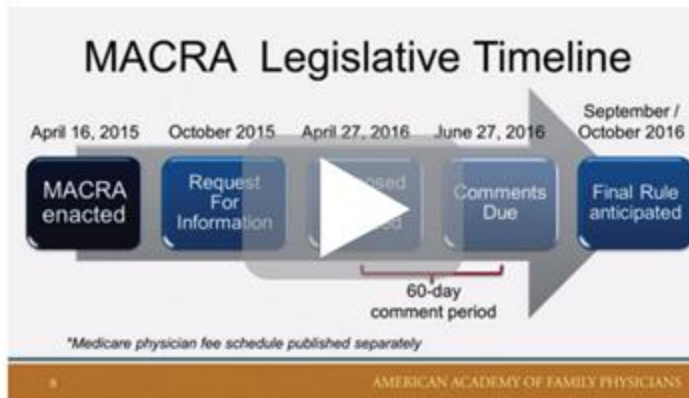 MACRA Legislative Timeline
April 16, 2015
October 2015
April 27, 2016
June 27, 2016
September /
October 2016
MACRA
enacted
Request
For
Information
Comments
Due
Final Rule
anticipated
60-day
comment period
*Medicare physician fee schedule published separately
AMERICAN ACADEMY OF FAMILY PHYSICIANS